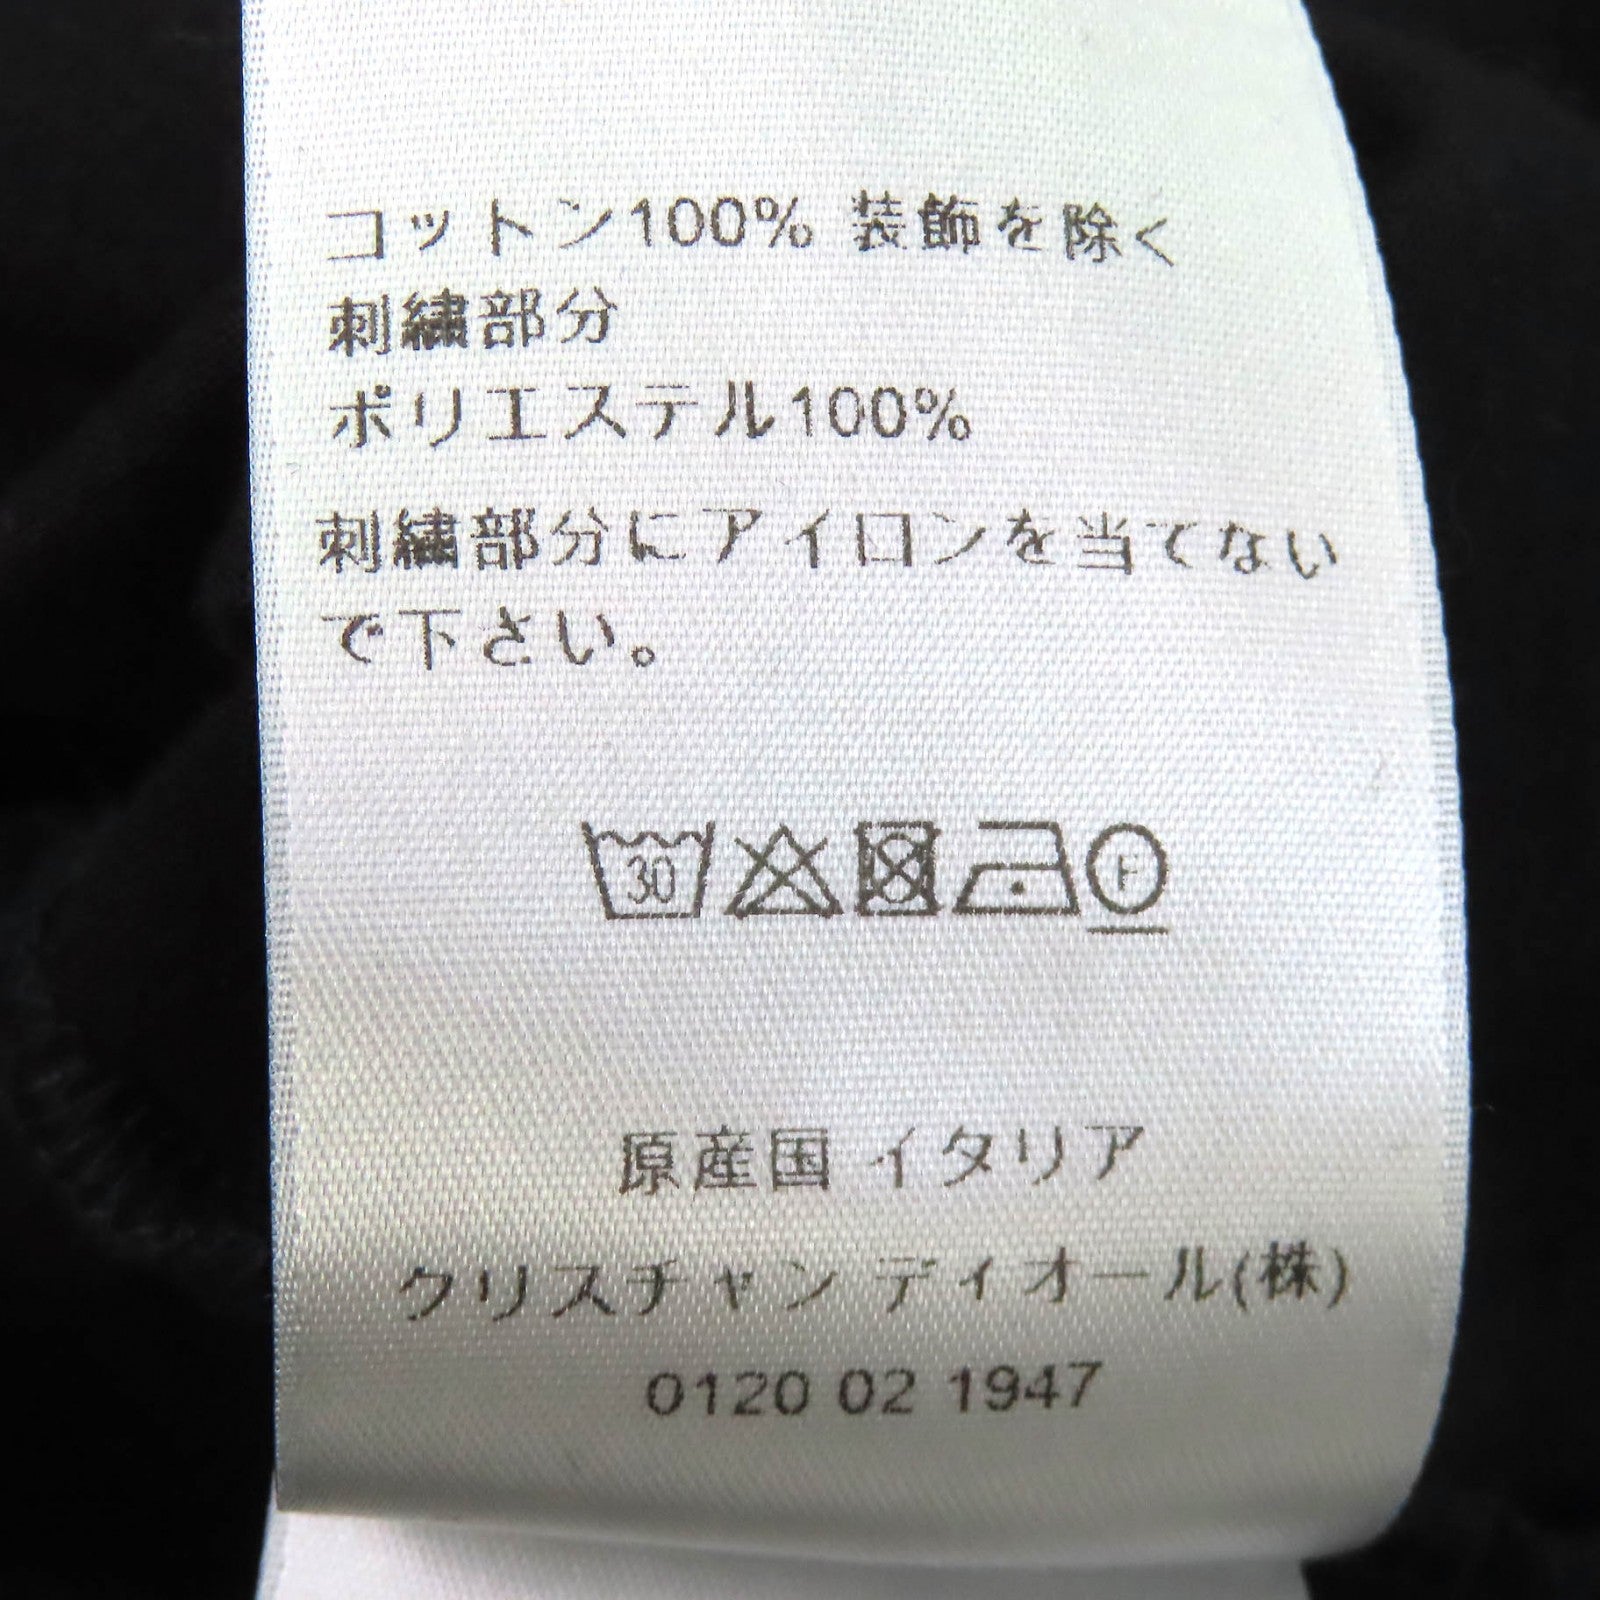 コットン100% 装飾を除く
刺繍部分
ポリエステル100%
刺繍部分にアイロンを当てない
で下さい。
30
F
原産国 イタリア
クリスチャン ディオール(株)
0120 02 1947